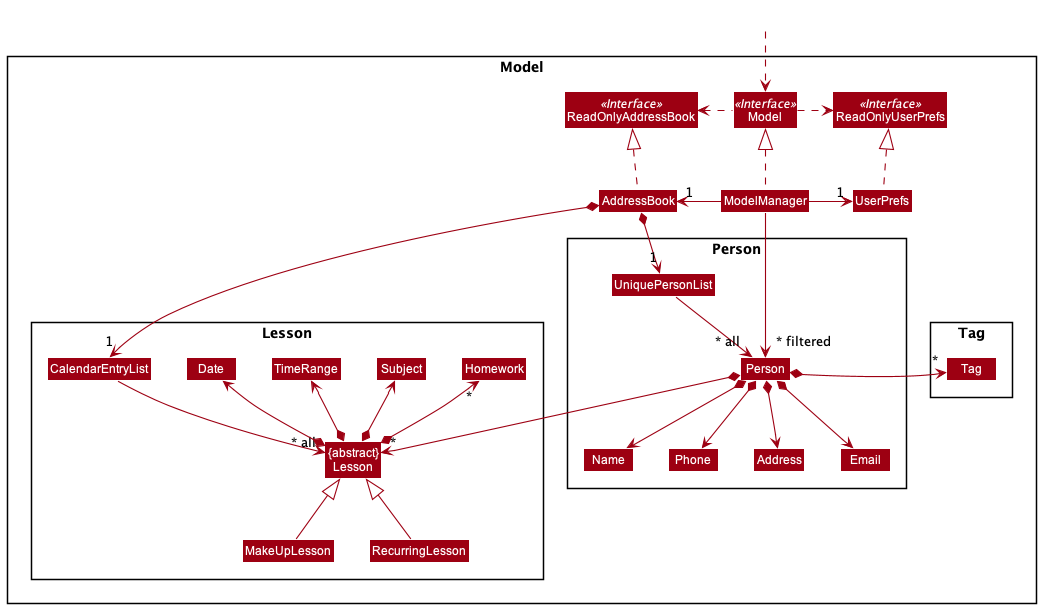 Model
«Interface»
ReadOnlyAddressBook
«Interface»
Model
«Interface»
ReadOnlyUserPrefs
AddressBook
1
ModelManager
1
UserPrefs
Person
1
UniquePersonList
* all
* filtered
Person
Name
Phone
Address
Email
Tag
*
Tag
Lesson
1
CalendarEntryList
Date
TimeRange
Subject
Homework
*
* all
*
{abstract}
Lesson
MakeUpLesson
RecurringLesson